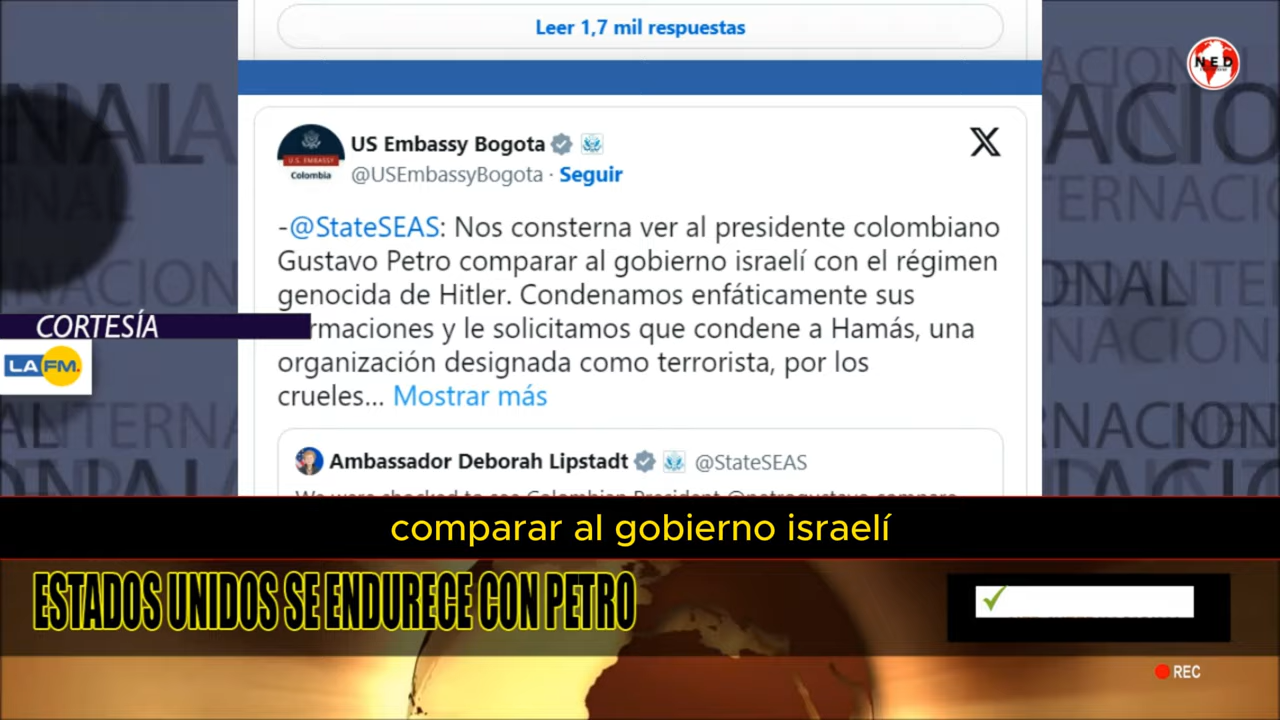 Leer 1,7 mil respuestas
NED
US Embassy Bogota
@USEmbassyBogota · Seguir
U.S. EMBASSY
Colombia
-@StateSEAS: Nos consterna ver al presidente colombiano
Gustavo Petro comparar al gobierno israelí con el régimen
genocida de Hitler. Condenamos enfáticamente sus
rmaciones y le solicitamos que condene a Hamás, una
organización designada como terrorista, por los
crueles... Mostrar más
CORTESÍA
LA FM.
Ambassador Deborah Lipstadt @StateSEAS
comparar al gobierno israelí
ESTADOS UNIDOS SE ENDURECE CON PETRO
REC